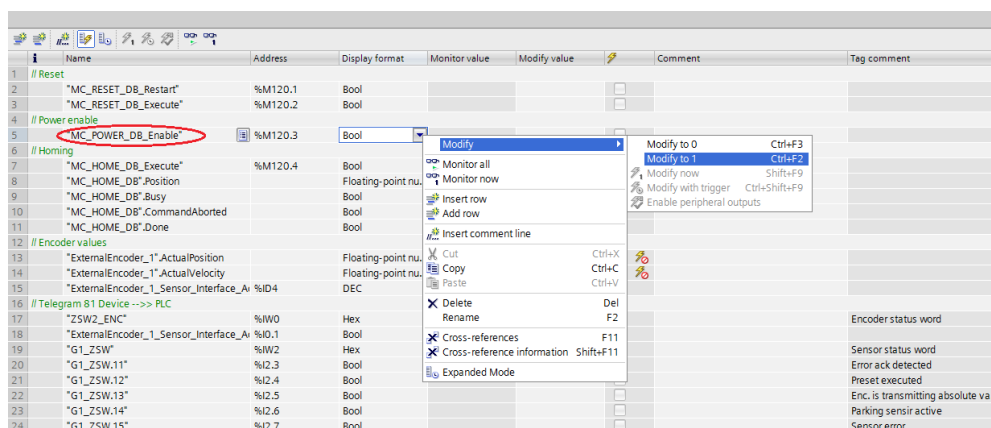 i Name Address Display format Monitor value Modify value Comment Tag comment
1 // Reset
2 "MC_RESET_DB_Restart" %M120.1 Bool
3 "MC_RESET_DB_Execute" %M120.2 Bool
4 // Power enable
5 "MC_POWER_DB_Enable" %M120.3 Bool
6 // Homing
7 "MC_HOME_DB_Execute" %M120.4 Bool
8 "MC_HOME_DB".Position Floating-point nu.
9 "MC_HOME_DB".Busy Bool
10 "MC_HOME_DB".CommandAborted Bool
11 "MC_HOME_DB".Done Bool
12 // Encoder values
13 "ExternalEncoder_1".ActualPosition Floating-point nu.
14 "ExternalEncoder_1".ActualVelocity Floating-point nu.
15 "ExternalEncoder_1_Sensor_Interface_A %ID4 DEC
16 // Telegram 81 Device -->> PLC
17 "ZSW2_ENC" %IW0 Hex Encoder status word
18 "ExternalEncoder_1_Sensor_Interface_A %I0.1 Bool
19 "G1_ZSW" %IW2 Hex Sensor status word
20 "G1_ZSW.11" %I2.3 Bool Error ack detected
21 "G1_ZSW.12" %I2.4 Bool Preset executed
22 "G1_ZSW.13" %I2.5 Bool Enc. is transmitting absolute va
23 "G1_ZSW.14" %I2.6 Bool Parking sensir active
24 "G1_ZSW.15" %I2.7 Bool Sensor error
Modify
Monitor all
Monitor now
Insert row
Add row
Insert comment line
Cut Ctrl+X
Copy Ctrl+C
Paste Ctrl+V
Delete Del
Rename F2
Cross-references F11
Cross-reference information Shift+F11
Expanded Mode
Modify to 0 Ctrl+F3
Modify to 1 Ctrl+F2
Modify now Shift+F9
Modify with trigger Ctrl+Shift+F9
Enable peripheral outputs